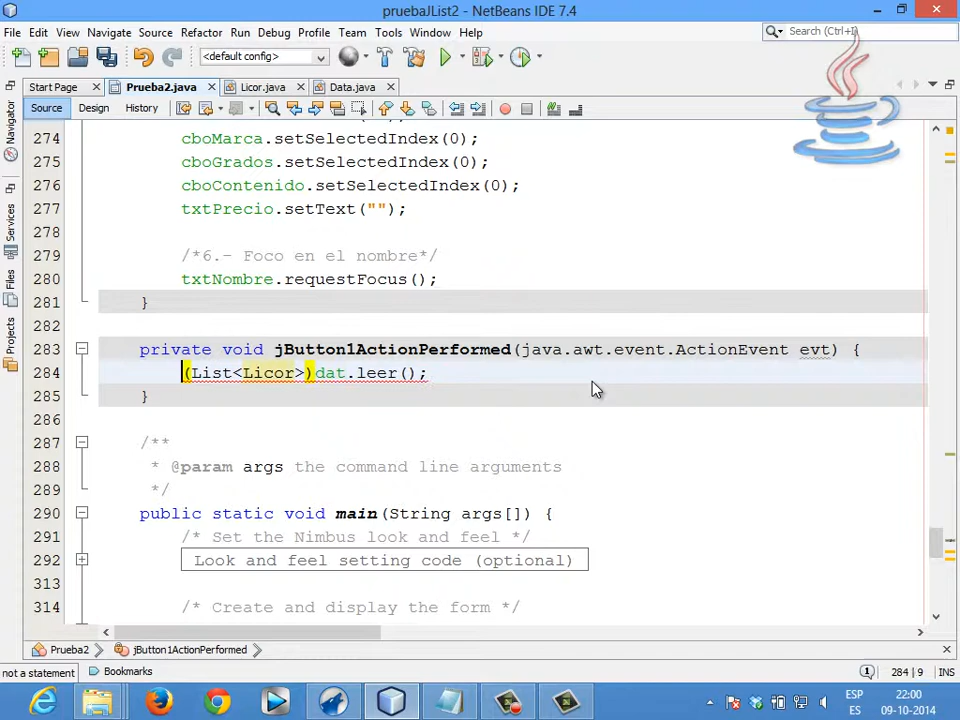 pruebaJList2 - NetBeans IDE 7.4
File Edit View Navigate Source Refactor Run Debug Profile Team Tools Window Help
Search (Ctrl+I)
<default config>
Start Page Prueba2.java Licor.java Data.java
Source Design History
Navigator
Services
Files
Projects
274 cboMarca.setSelectedIndex(0);
275 cboGrados.setSelectedIndex(0);
276 cboContenido.setSelectedIndex(0);
277 txtPrecio.setText("");
278
279 /*6.- Foco en el nombre*/
280 txtNombre.requestFocus();
281 }
282
283 private void jButton1ActionPerformed(java.awt.event.ActionEvent evt) {
284 (List<Licor>)dat.leer();
285 }
286
287 /**
288 * @param args the command line arguments
289 */
290 public static void main(String args[]) {
291 /* Set the Nimbus look and feel */
292 Look and feel setting code (optional)
313
314 /* Create and display the form */
Prueba2 jButton1ActionPerformed
not a statement Bookmarks 1 284 | 9 INS
ESP
ES
22:00
09-10-2014